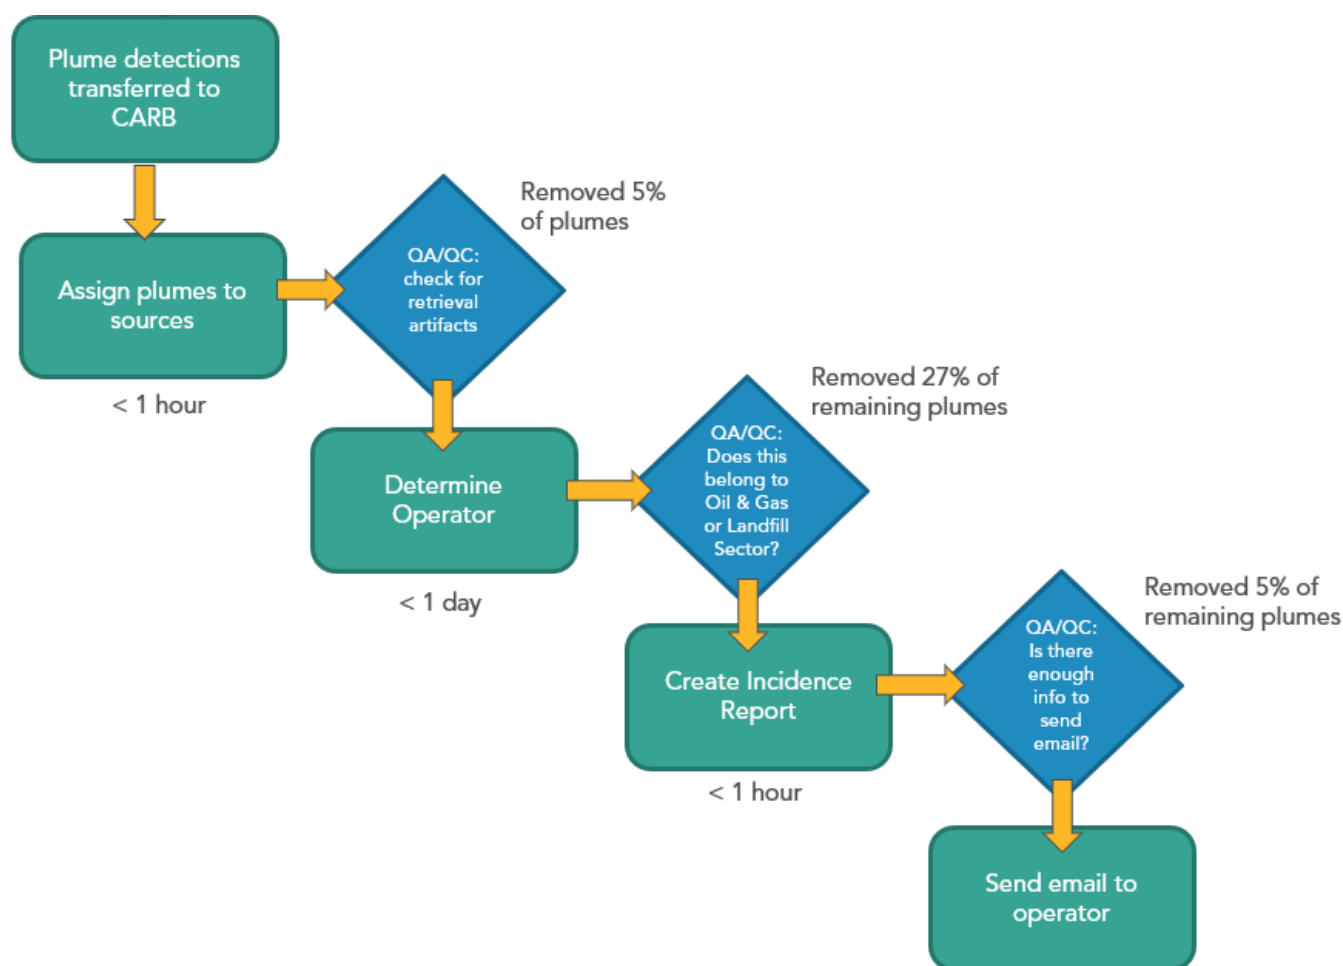 Plume detections
transferred to
CARB
Removed 5%
of plumes
QA/QC:
check for
retrieval
artifacts
Assign plumes to
sources
< 1 hour
Removed 27% of
remaining plumes
QA/QC:
Does this
belong to
Oil & Gas
or Landfill
Sector?
Determine
Operator
< 1 day
Removed 5% of
remaining plumes
QA/QC:
Is there
enough
info to
send
email?
Create Incidence
Report
< 1 hour
Send email to
operator